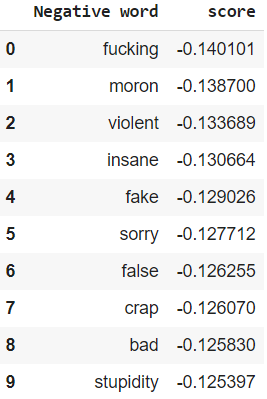 Negative word score
0 fucking -0.140101
1 moron -0.138700
2 violent -0.133689
3 insane -0.130664
4 fake -0.129026
5 sorry -0.127712
6 false -0.126255
7 crap -0.126070
8 bad -0.125830
9 stupidity -0.125397